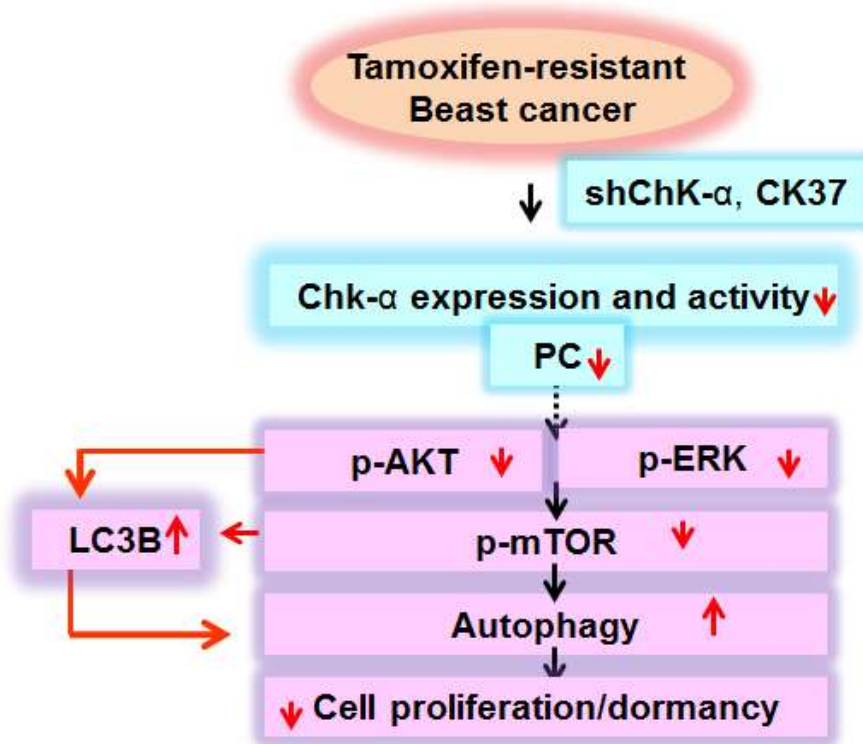 Tamoxifen-resistant
Beast cancer
shChK-α, CK37
Chk-α expression and activity
PC
p-AKT
p-ERK
LC3B
p-mTOR
Autophagy
Cell proliferation/dormancy